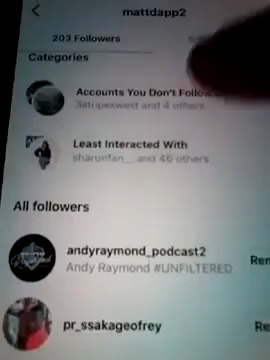 mattdapp2
203 Followers
Categories
Accounts You Don't Follow
3stripeswest and 4 others
Least Interacted With
and 46 others
All followers
andyraymond_podcast2
Andy Raymond #UNFILTERED
pr_ssakageofrey